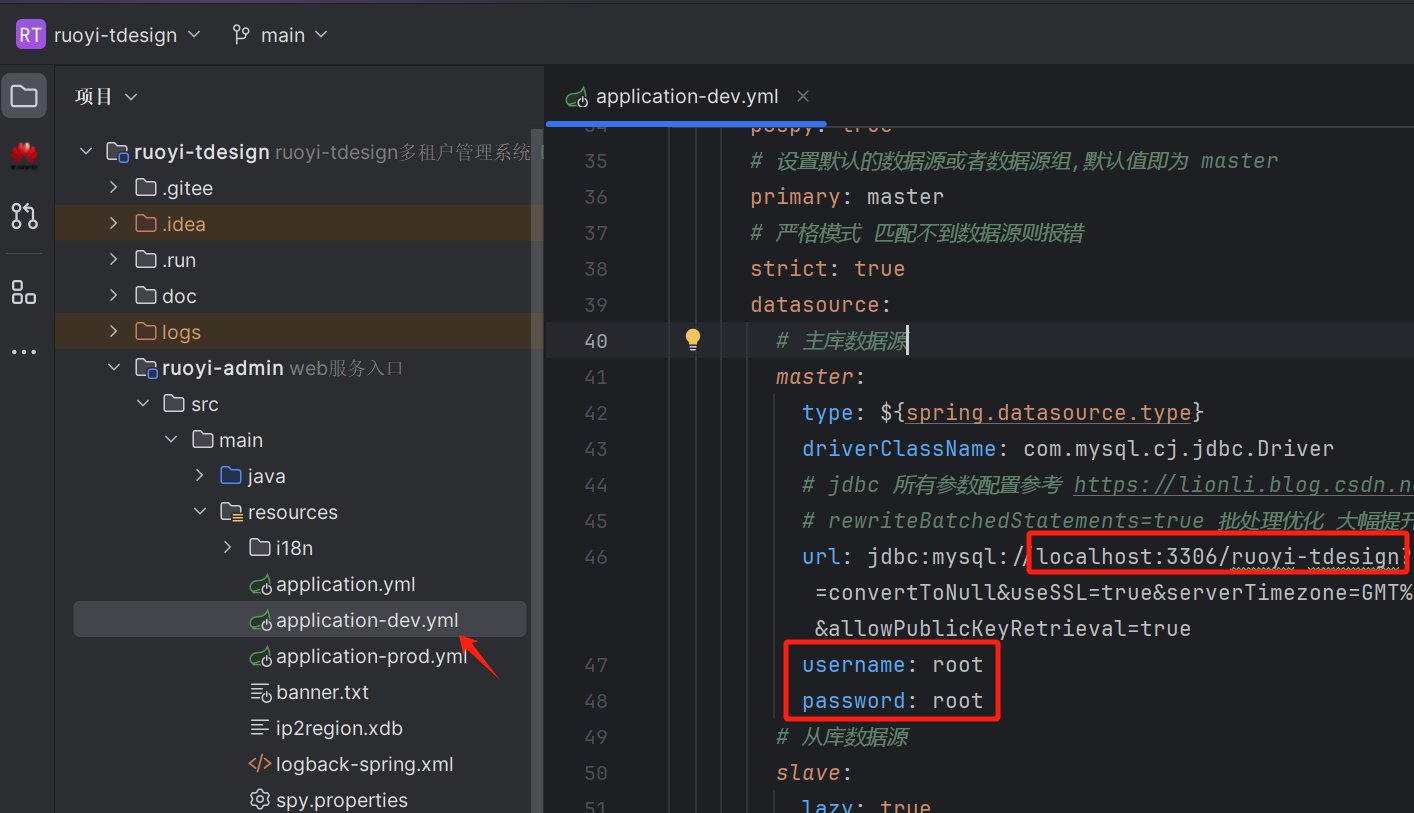 RT ruoyi-tdesign main
项目
ruoyi-tdesign ruoyi-tdesign多租户管理系统
.gitee
.idea
.run
doc
logs
ruoyi-admin web服务入口
src
main
java
resources
i18n
application.yml
application-dev.yml
application-prod.yml
banner.txt
ip2region.xdb
logback-spring.xml
spy.properties
application-dev.yml
34 p6spy: true
35 # 设置默认的数据源或者数据源组,默认值即为 master
36 primary: master
37 # 严格模式 匹配不到数据源则报错
38 strict: true
39 datasource:
40 # 主库数据源
41 master:
42 type: ${spring.datasource.type}
43 driverClassName: com.mysql.cj.jdbc.Driver
44 # jdbc 所有参数配置参考 https://lionli.blog.csdn.n
45 # rewriteBatchedStatements=true 批处理优化 大幅提升
46 url: jdbc:mysql://localhost:3306/ruoyi-tdesign?
=convertToNull&useSSL=true&serverTimezone=GMT%
&allowPublicKeyRetrieval=true
47 username: root
48 password: root
49 # 从库数据源
50 slave:
51 lazy: true